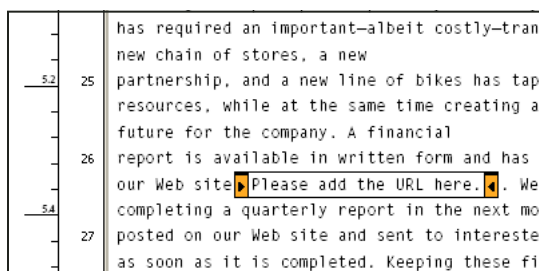 has required an important—albeit costly—tran
new chain of stores, a new
5.2 25 partnership, and a new line of bikes has tap
resources, while at the same time creating a
future for the company. A financial
26 report is available in written form and has
our Web site Please add the URL here. . We
5.4 completing a quarterly report in the next mo
27 posted on our Web site and sent to intereste
as soon as it is completed. Keeping these fi